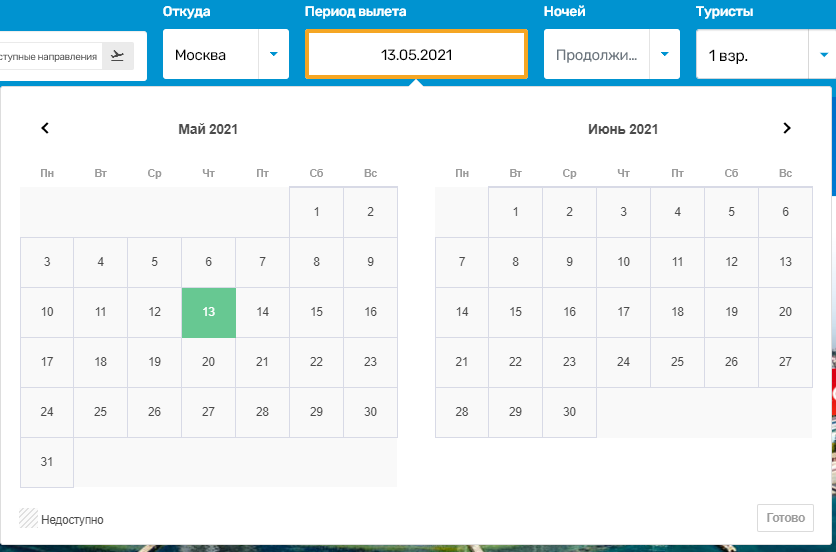 Откуда Период вылета Ночей Туристы
ступные направления Москва 13.05.2021 Продолжи... 1 взр.
Май 2021 Июнь 2021
Пн Вт Ср Чт Пт Сб Вс Пн Вт Ср Чт Пт Сб Вс
1 2 1 2 3 4 5 6
3 4 5 6 7 8 9 7 8 9 10 11 12 13
10 11 12 13 14 15 16 14 15 16 17 18 19 20
17 18 19 20 21 22 23 21 22 23 24 25 26 27
24 25 26 27 28 29 30 28 29 30
31
Недоступно Готово